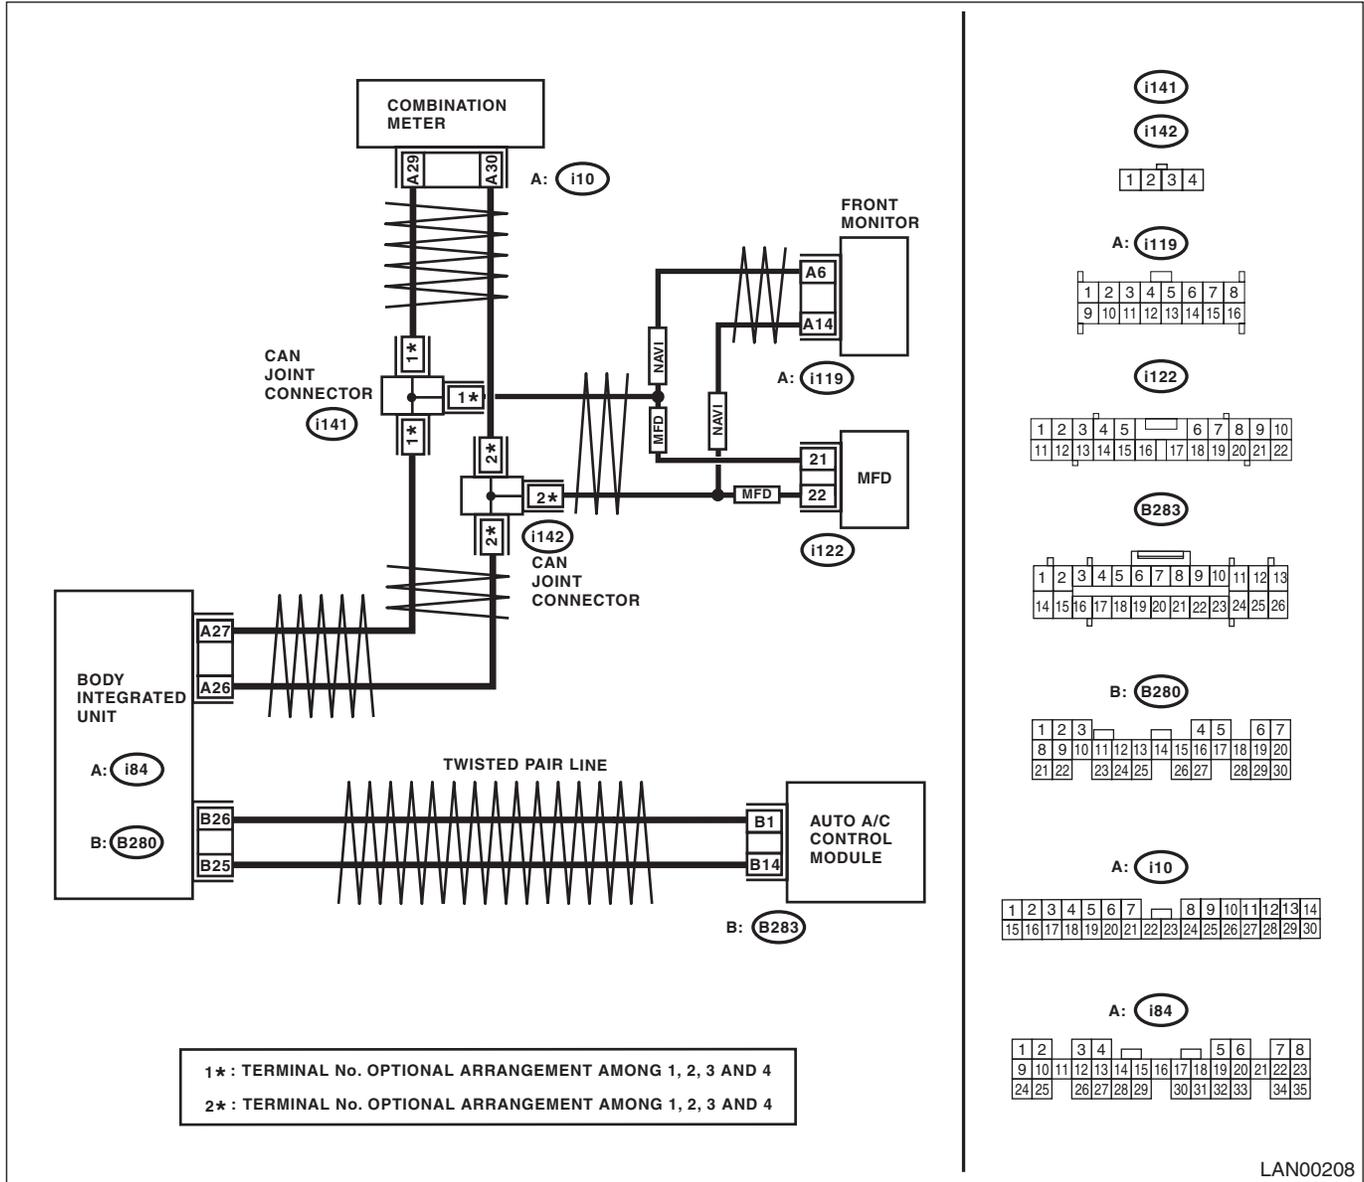 COMBINATION
METER
A29
A30
A: i10
FRONT
MONITOR
A6
A14
NAVI
NAVI
A: i119
CAN
JOINT
CONNECTOR
i141
1*
1*
1*
MFD
21
22
MFD
MFD
i122
2*
2*
2*
i142
CAN
JOINT
CONNECTOR
A27
A26
BODY
INTEGRATED
UNIT
A: i84
B: B280
TWISTED PAIR LINE
B26
B25
B1
B14
AUTO A/C
CONTROL
MODULE
B: B283
1* : TERMINAL No. OPTIONAL ARRANGEMENT AMONG 1, 2, 3 AND 4
2* : TERMINAL No. OPTIONAL ARRANGEMENT AMONG 1, 2, 3 AND 4
i141
i142
1 2 3 4
A: i119
1 2 3 4 5 6 7 8
9 10 11 12 13 14 15 16
i122
1 2 3 4 5 6 7 8 9 10
11 12 13 14 15 16 17 18 19 20 21 22
B283
1 2 3 4 5 6 7 8 9 10 11 12 13
14 15 16 17 18 19 20 21 22 23 24 25 26
B: B280
1 2 3 4 5 6 7
8 9 10 11 12 13 14 15 16 17 18 19 20
21 22 23 24 25 26 27 28 29 30
A: i10
1 2 3 4 5 6 7 8 9 10 11 12 13 14
15 16 17 18 19 20 21 22 23 24 25 26 27 28 29 30
A: i84
1 2 3 4 5 6 7 8
9 10 11 12 13 14 15 16 17 18 19 20 21 22 23
24 25 26 27 28 29 30 31 32 33 34 35
LAN00208